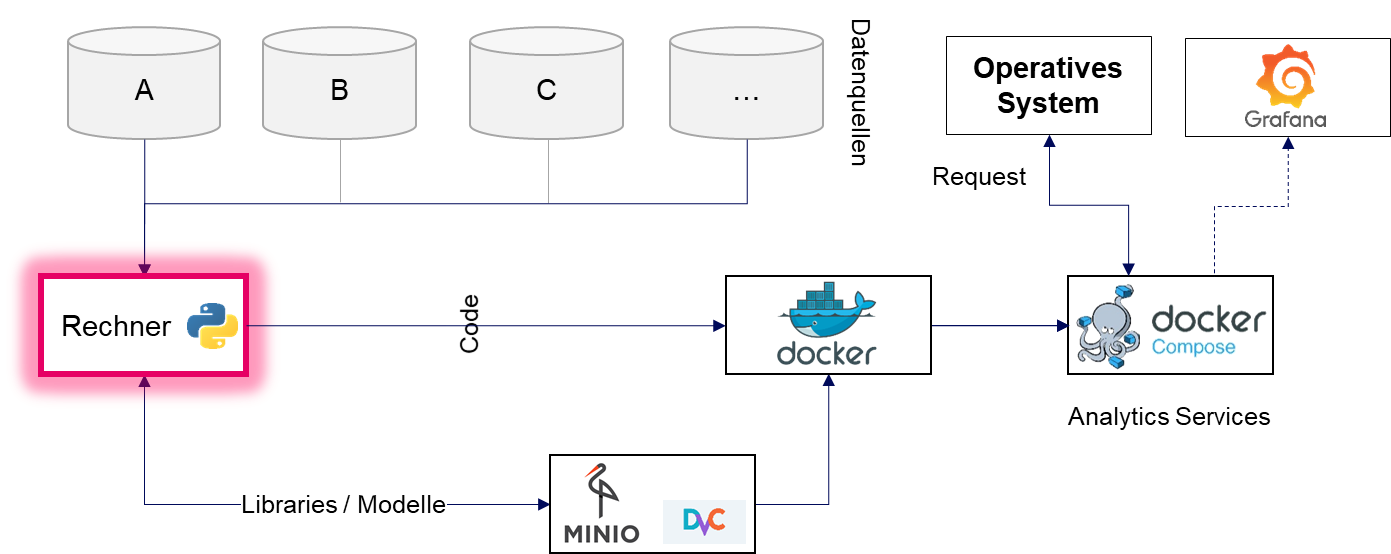 A
B
C
...
Datenquellen
Operatives
System
Grafana
Request
Rechner
Code
docker
docker
Compose
Analytics Services
Libraries / Modelle
MINIO
DVC